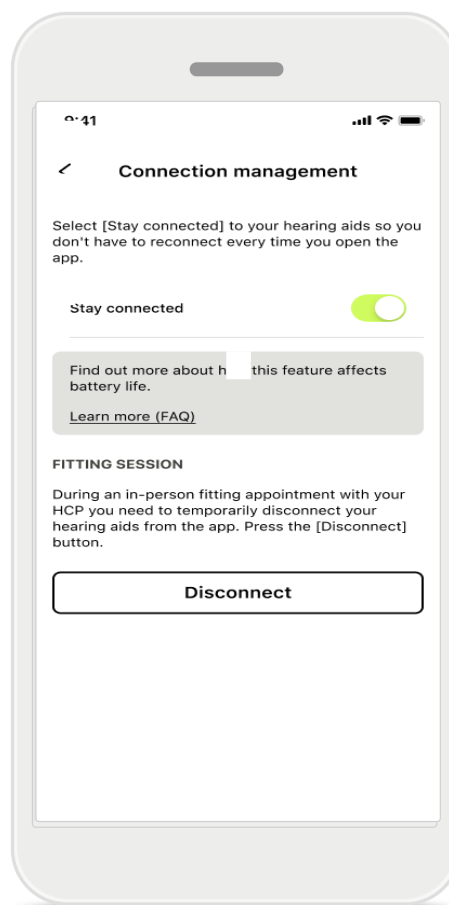 9:41
Connection management
Select [Stay connected] to your hearing aids so you
don't have to reconnect every time you open the
app.
Stay connected
Find out more about h this feature affects
battery life.
Learn more (FAQ)
FITTING SESSION
During an in-person fitting appointment with your
HCP you need to temporarily disconnect your
hearing aids from the app. Press the [Disconnect]
button.
Disconnect